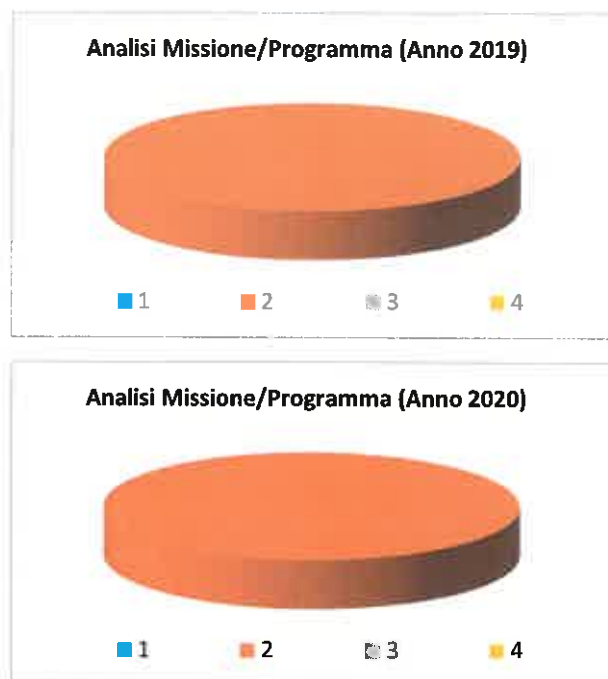 Analisi Missione/Programma (Anno 2019)
1 2 3 4
Analisi Missione/Programma (Anno 2020)
1 2 3 4